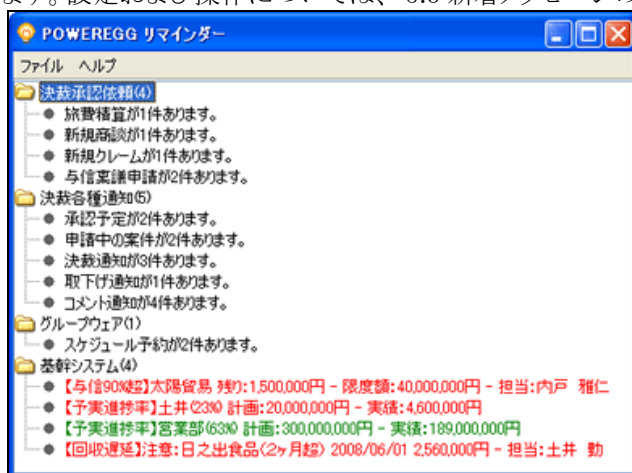 ます。設定および操作については、
POWEREGG リマインダー
ファイル ヘルプ
決裁承認依頼(4)
旅費積算が1件あります。
新規商談が1件あります。
新規クレームが1件あります。
与信稟議申請が2件あります。
決裁各種通知(5)
承認予定が2件あります。
申請中の案件が2件あります。
決裁通知が3件あります。
取下げ通知が1件あります。
コメント通知が4件あります。
グループウェア(1)
スケジュール予約が2件あります。
基幹システム(4)
【与信90%超】太陽貿易 残り:1,500,000円 - 限度額:40,000,000円 - 担当:内戸 雅仁
【予実進捗率】土井(23%) 計画:20,000,000円 - 実績:4,600,000円
【予実進捗率】営業部(63%) 計画:300,000,000円 - 実績:189,000,000円
【回収遅延】注意:日之出食品(2ヶ月超) 2008/06/01 2,560,000円 - 担当:土井 勤